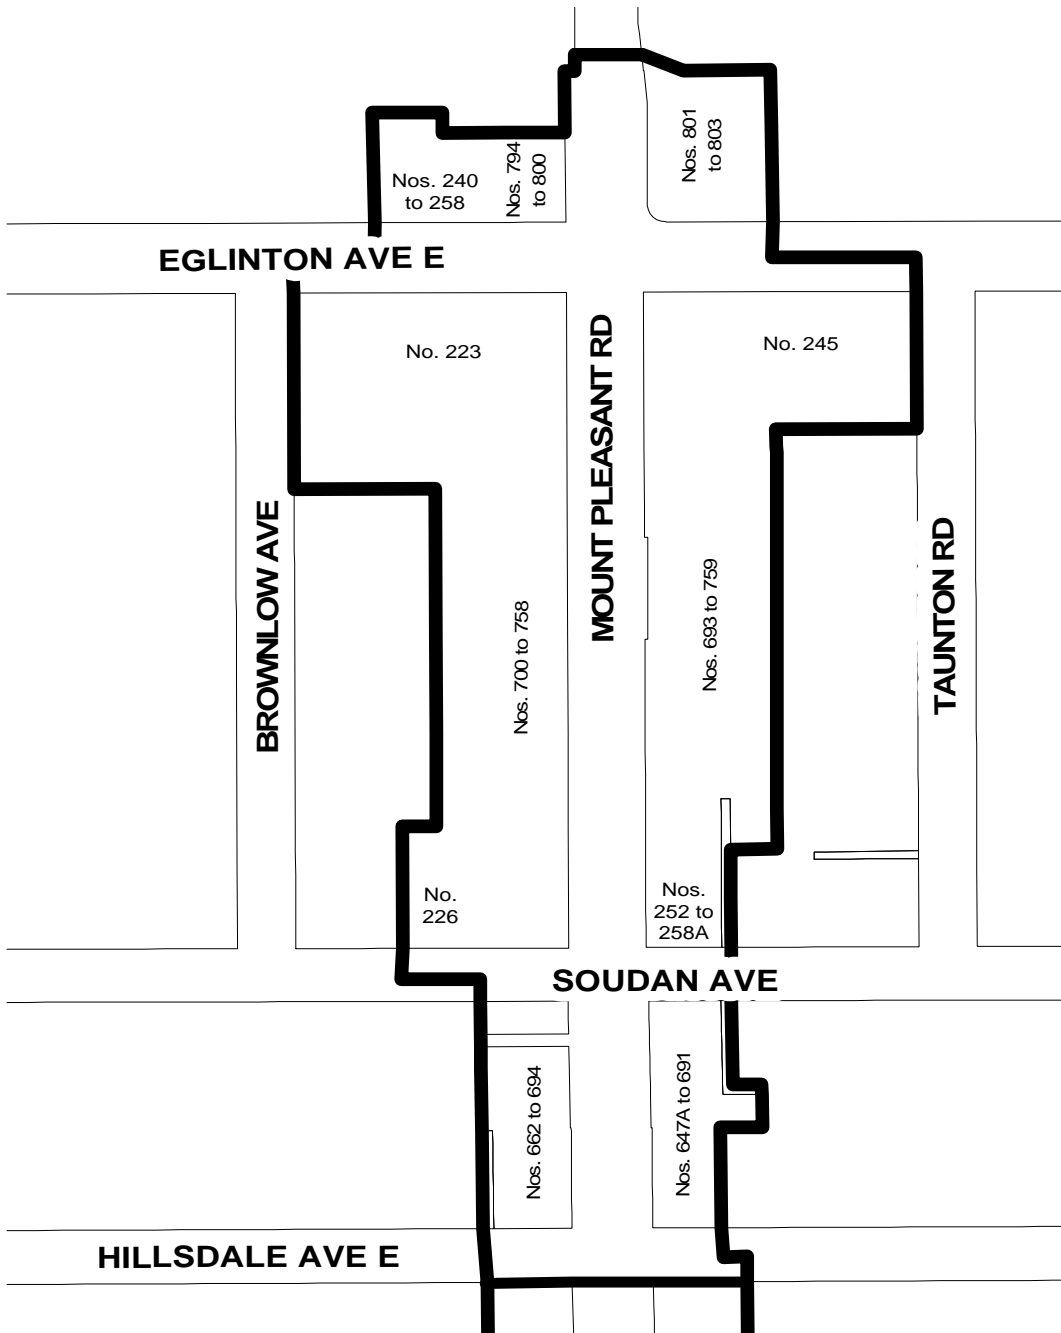 Nos. 240
to 258
Nos. 794
to 800
Nos. 801
to 803
EGLINTON AVE E
No. 223
MOUNT PLEASANT RD
No. 245
BROWNLOW AVE
Nos. 700 to 758
Nos. 693 to 759
TAUNTON RD
No.
226
Nos.
252 to
258A
SOUDAN AVE
Nos. 662 to 694
Nos. 647A to 691
HILLSDALE AVE E